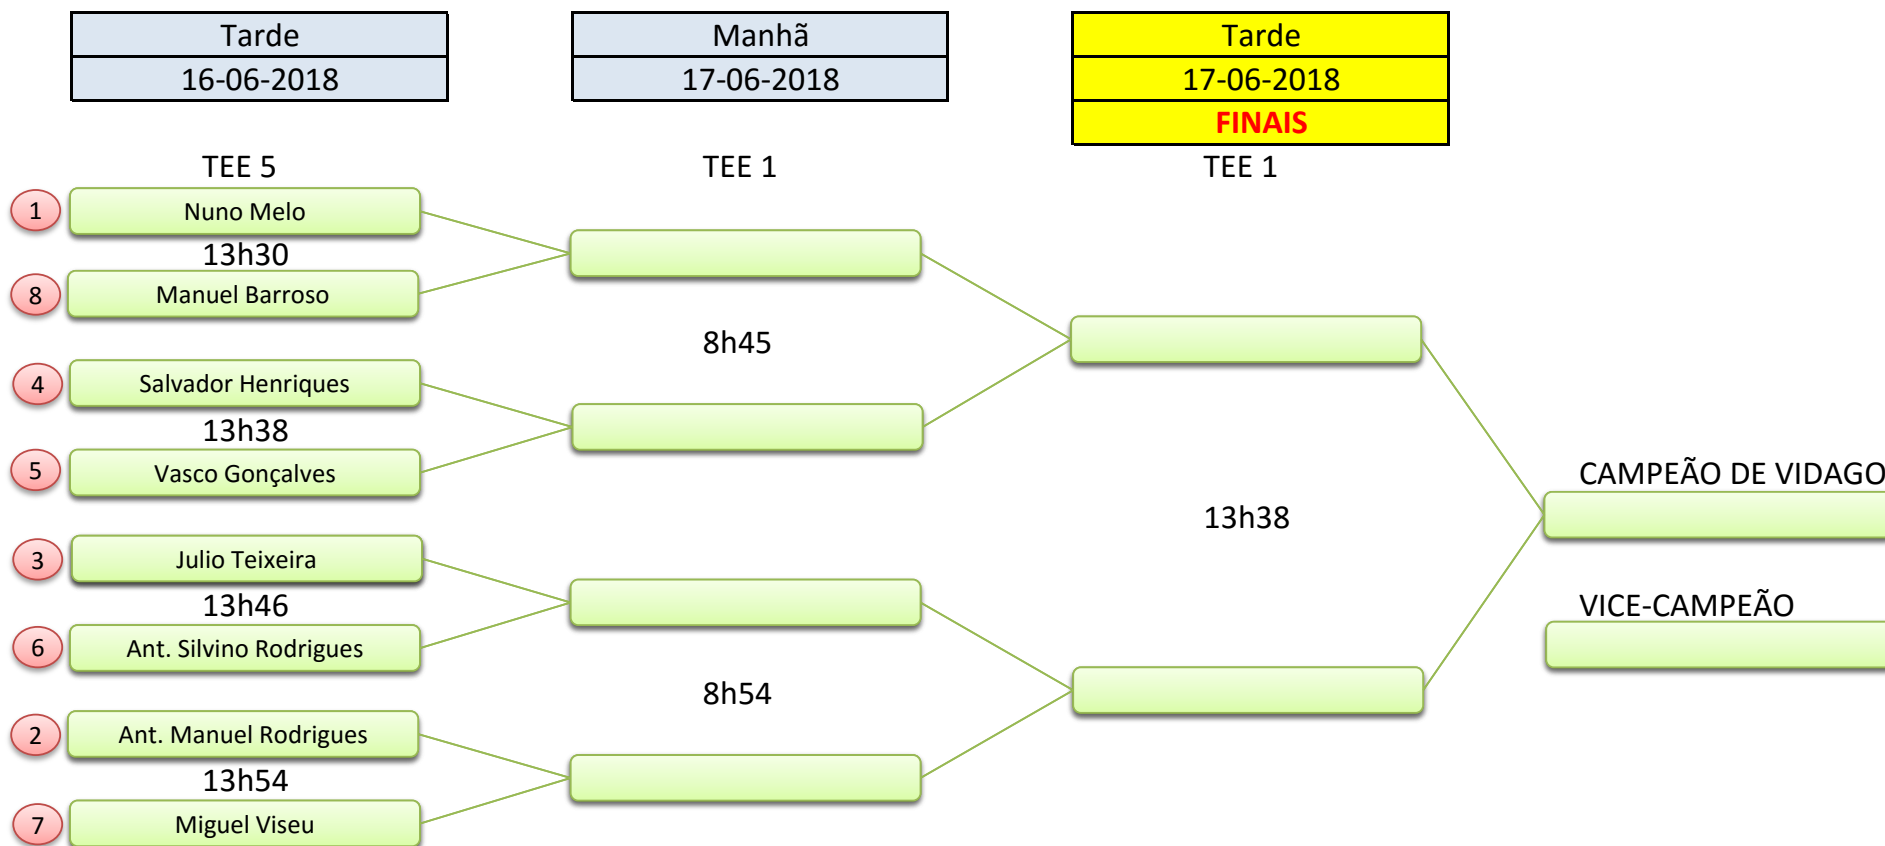 Tarde
16-06-2018
Manhã
17-06-2018
Tarde
17-06-2018
FINAIS
TEE 5
TEE 1
TEE 1
1
Nuno Melo
13h30
8
Manuel Barroso
8h45
4
Salvador Henriques
13h38
5
Vasco Gonçalves
CAMPEÃO DE VIDAGO
13h38
3
Julio Teixeira
13h46
VICE-CAMPEÃO
6
Ant. Silvino Rodrigues
8h54
2
Ant. Manuel Rodrigues
13h54
7
Miguel Viseu